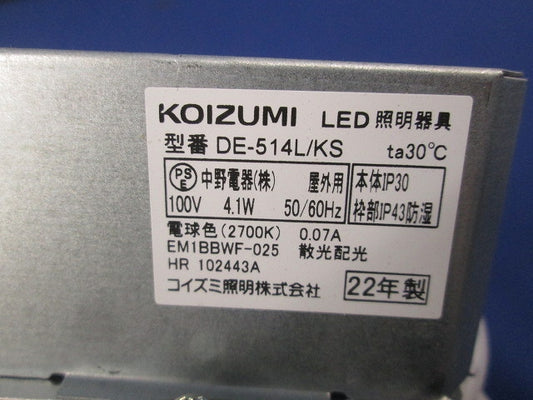 KOIZUMI LED 照明器具
型番 DE-514L/KS ta30℃
PSE 中野電器(株) 屋外用
100V 4.1W 50/60Hz
本体IP30
枠部IP43防湿
電球色(2700K) 0.07A
EM1BBWF-025 散光配光
HR 102443A
コイズミ照明株式会社 22年製